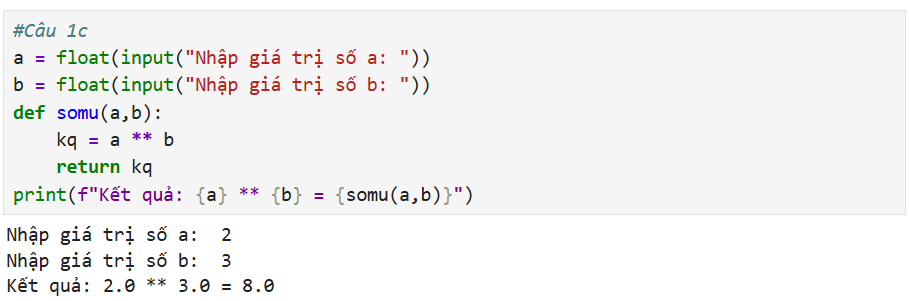 #Câu 1c
a = float(input("Nhập giá trị số a: "))
b = float(input("Nhập giá trị số b: "))
def somu(a,b):
    kq = a ** b
    return kq
print(f"Kết quả: {a} ** {b} = {somu(a,b)}")
Nhập giá trị số a:  2
Nhập giá trị số b:  3
Kết quả: 2.0 ** 3.0 = 8.0